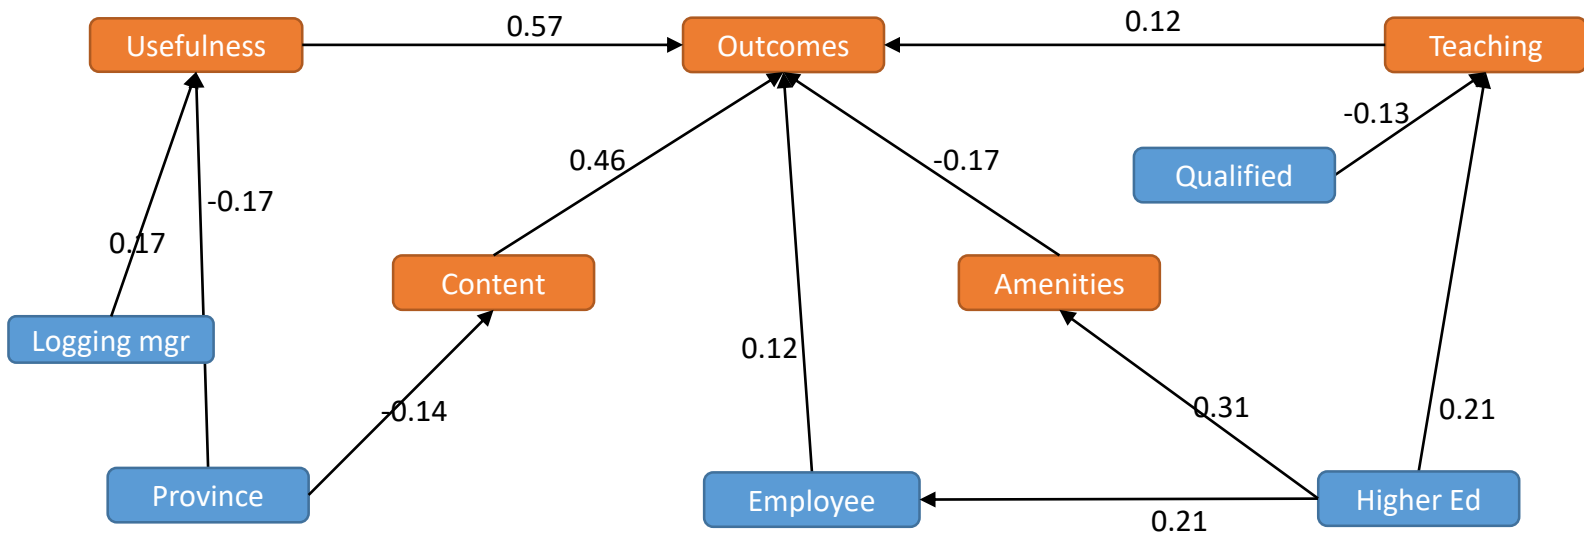 0.57
0.12
Usefulness
Outcomes
Teaching
-0.13
0.46
-0.17
Qualified
-0.17
0.17
Content
Amenities
Logging mgr
0.12
-0.14
0.31
0.21
Province
Employee
Higher Ed
0.21